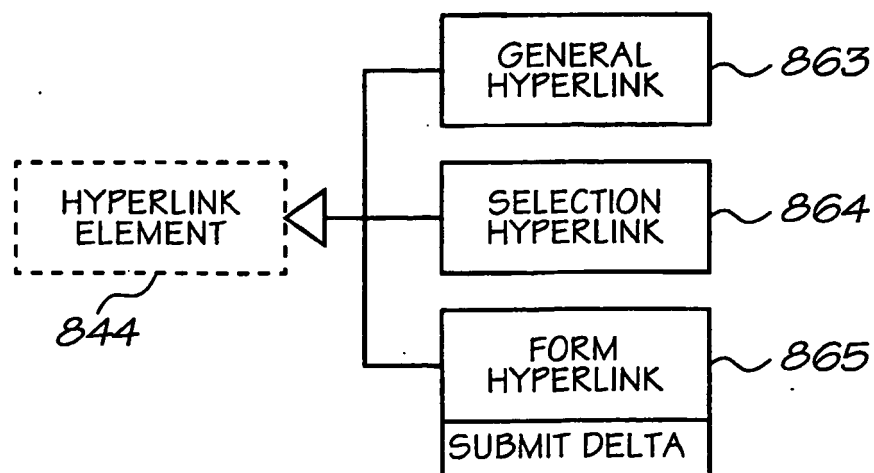 GENERAL
HYPERLINK
863
HYPERLINK
ELEMENT
844
SELECTION
HYPERLINK
864
FORM
HYPERLINK
865
SUBMIT DELTA